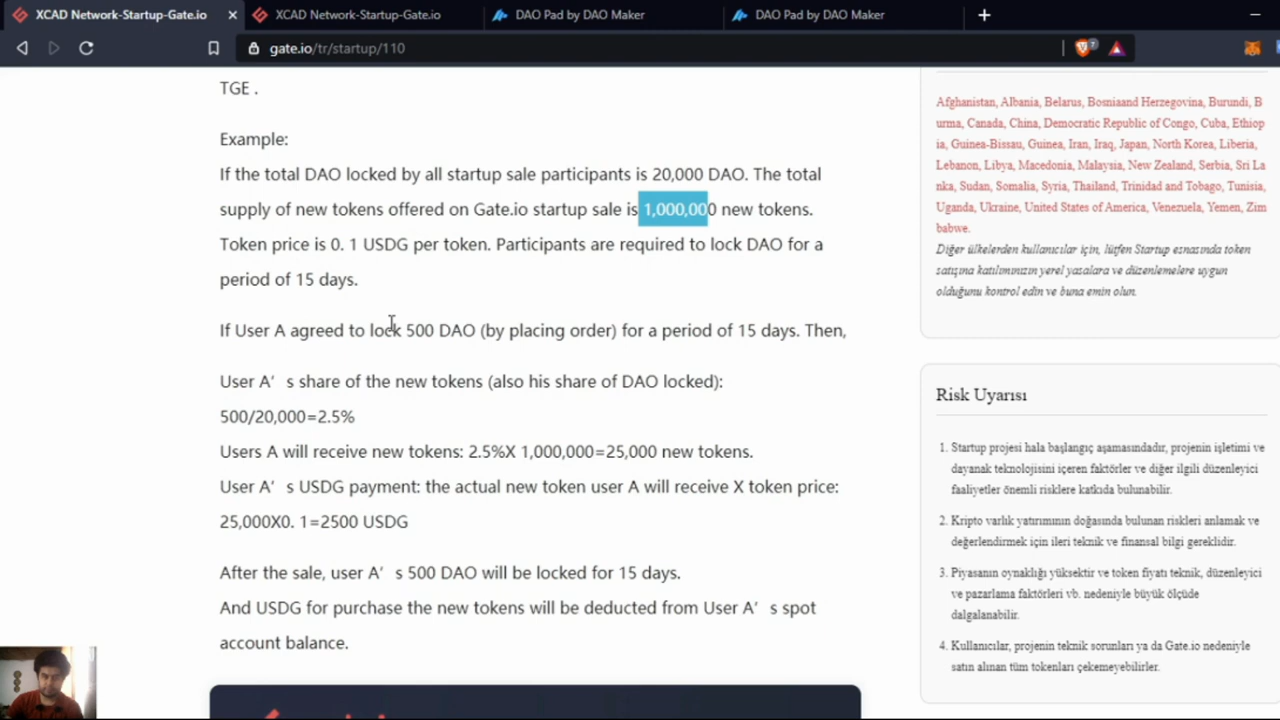 XCAD Network-Startup-Gate.io
XCAD Network-Startup-Gate.io
DAO Pad by DAO Maker
DAO Pad by DAO Maker
gate.io/tr/startup/110
TGE .
Example:
If the total DAO locked by all startup sale participants is 20,000 DAO. The total
supply of new tokens offered on Gate.io startup sale is 1,000,000 new tokens.
Token price is 0. 1 USDG per token. Participants are required to lock DAO for a
period of 15 days.
If User A agreed to lock 500 DAO (by placing order) for a period of 15 days. Then,
User A' s share of the new tokens (also his share of DAO locked):
500/20,000=2.5%
Users A will receive new tokens: 2.5%X 1,000,000=25,000 new tokens.
User A' s USDG payment: the actual new token user A will receive X token price:
25,000X0. 1=2500 USDG
After the sale, user A' s 500 DAO will be locked for 15 days.
And USDG for purchase the new tokens will be deducted from User A' s spot
account balance.
Afghanistan, Albania, Belarus, Bosniaand Herzegovina, Burundi, B
urma, Canada, China, Democratic Republic of Congo, Cuba, Ethiop
ia, Guinea-Bissau, Guinea, Iran, Iraq, Japan, North Korea, Liberia,
Lebanon, Libya, Macedonia, Malaysia, New Zealand, Serbia, Sri La
nka, Sudan, Somalia, Syria, Thailand, Trinidad and Tobago, Tunisia,
Uganda, Ukraine, United States of America, Venezuela, Yemen, Zim
babwe.
Diğer ülkelerden kullanıcılar için, lütfen Startup esnasında token
satışına katılımınızın yerel yasalara ve düzenlemelere uygun
olduğunu kontrol edin ve buna emin olun.
Risk Uyarısı
1. Startup projesi hala başlangıç aşamasındadır, projenin işletimi ve
dayanak teknolojisini içeren faktörler ve diğer ilgili düzenleyici
faaliyetler önemli risklere katkıda bulunabilir.
2. Kripto varlık yatırımının doğasında bulunan riskleri anlamak ve
değerlendirmek için ileri teknik ve finansal bilgi gereklidir.
3. Piyasanın oynaklığı yüksektir ve token fiyatı teknik, düzenleyici
ve pazarlama faktörleri vb. nedeniyle büyük ölçüde
dalgalanabilir.
4. Kullanıcılar, projenin teknik sorunları ya da Gate.io nedeniyle
satın alınan tüm tokenları çekemeyebilirler.